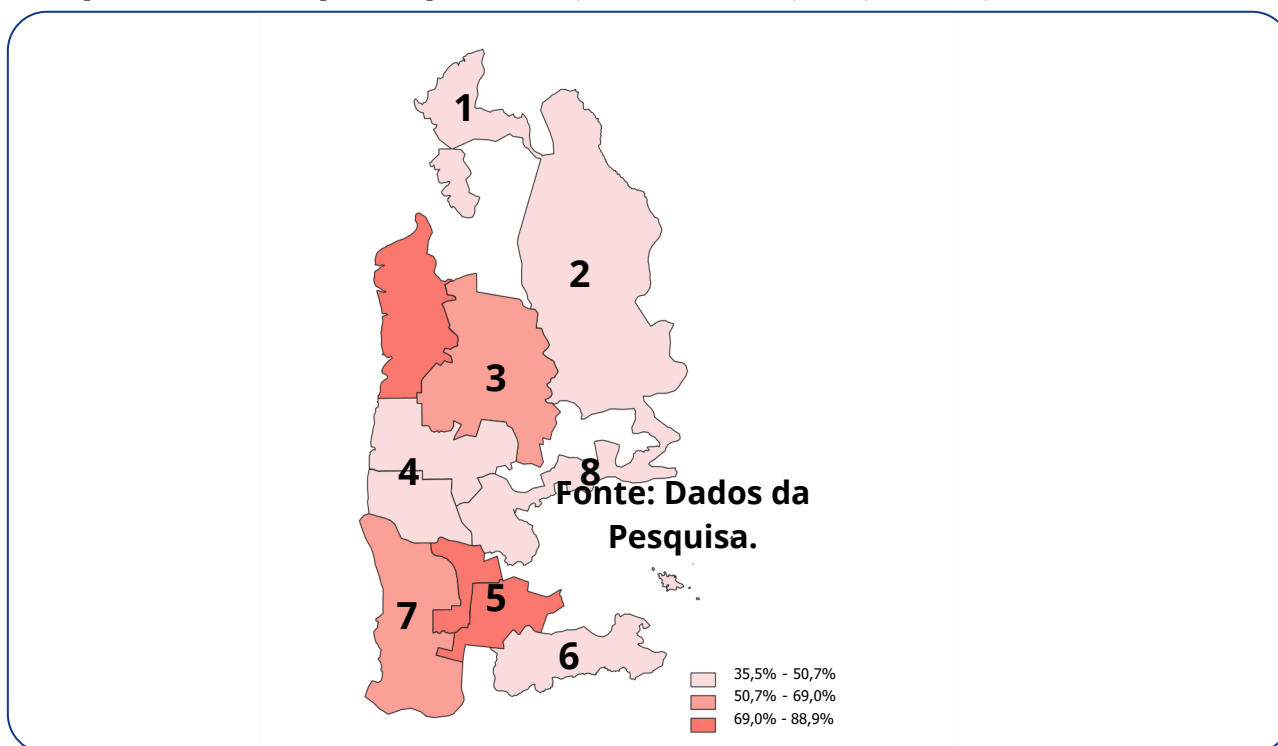 1
2
3
4
8
Fonte: Dados da
Pesquisa.
5
7
6
35,5% - 50,7%
50,7% - 69,0%
69,0% - 88,9%